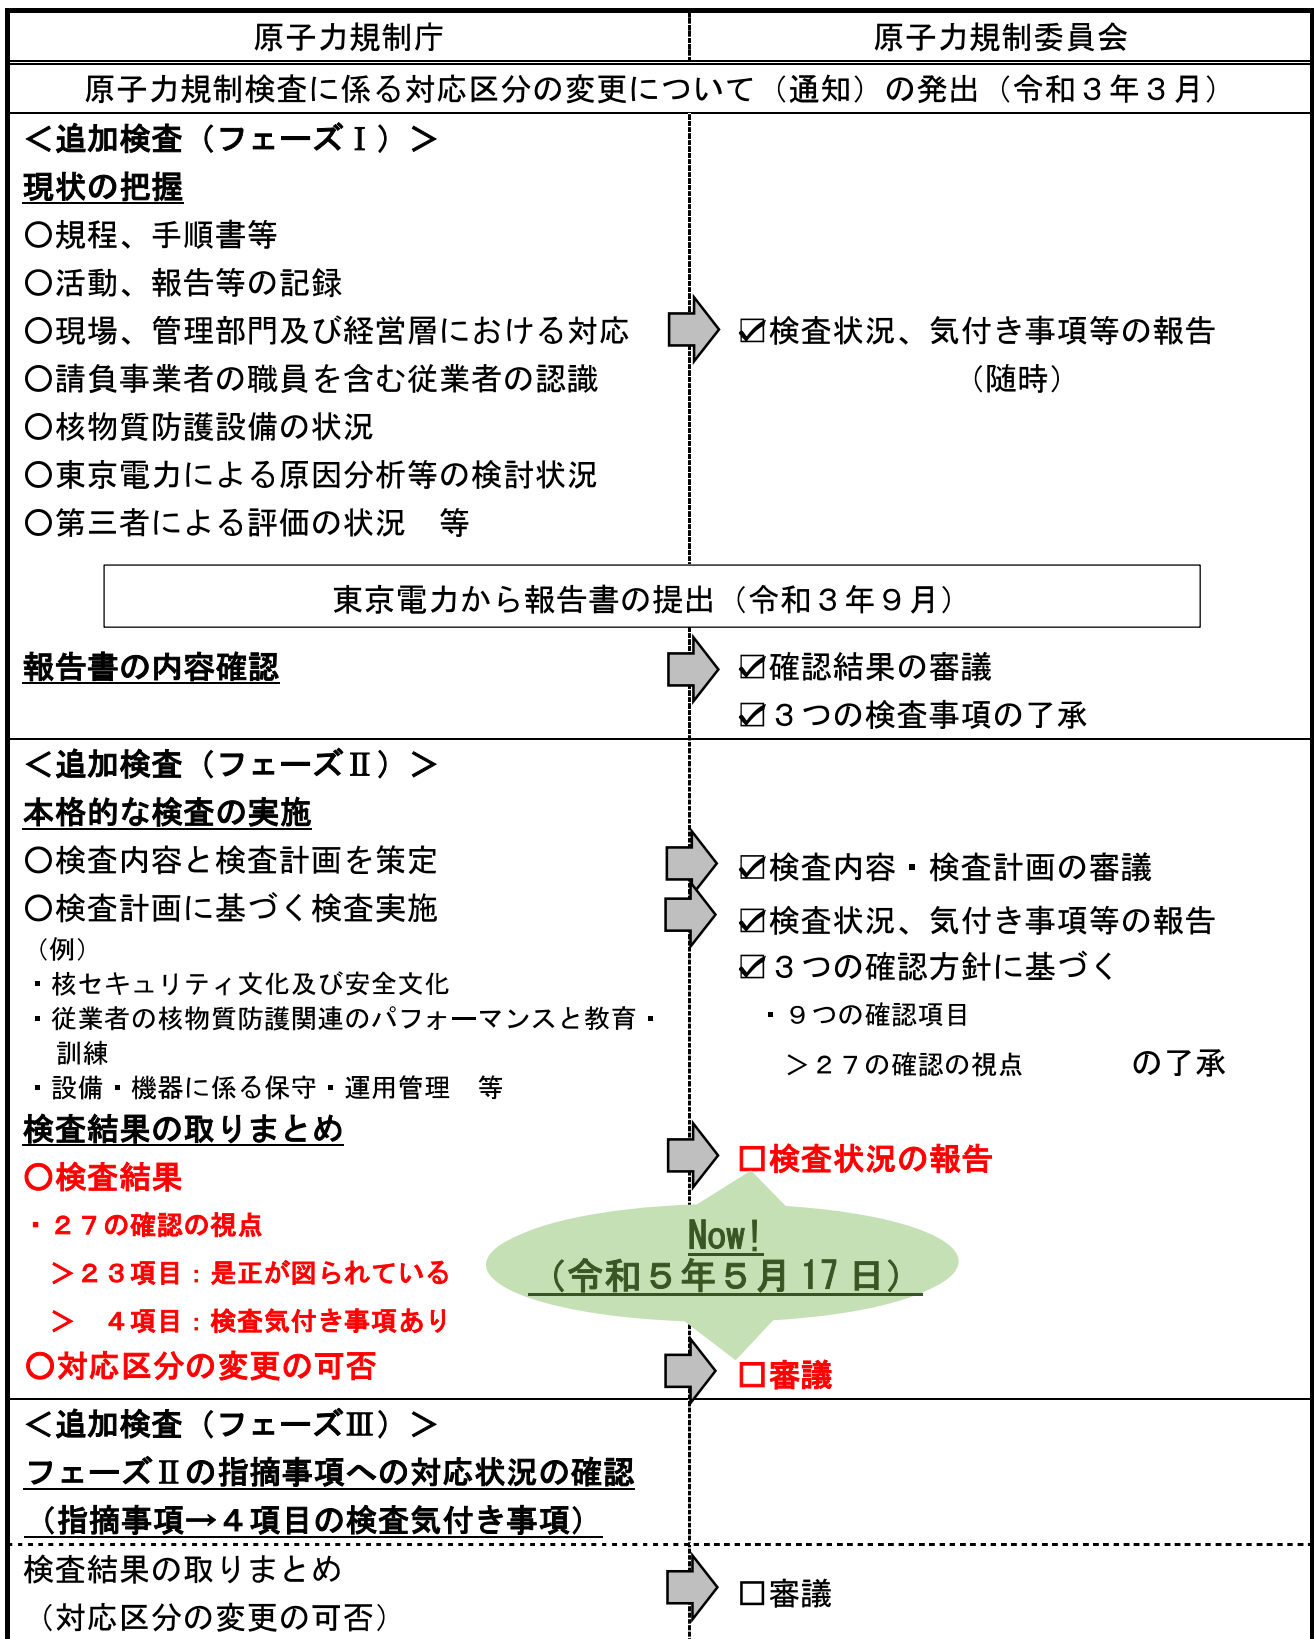 原子力規制庁
原子力規制委員会
原子力規制検査に係る対応区分の変更について（通知）の発出（令和３年３月）
＜追加検査（フェーズⅠ）＞
現状の把握
○規程、手順書等
○活動、報告等の記録
○現場、管理部門及び経営層における対応
○請負事業者の職員を含む従業者の認識
○核物質防護設備の状況
○東京電力による原因分析等の検討状況
○第三者による評価の状況　等
☑検査状況、気付き事項等の報告
（随時）
東京電力から報告書の提出（令和３年９月）
報告書の内容確認
☑確認結果の審議
☑３つの検査事項の了承
＜追加検査（フェーズⅡ）＞
本格的な検査の実施
○検査内容と検査計画を策定
○検査計画に基づく検査実施
（例）
・核セキュリティ文化及び安全文化
・従業者の核物質防護関連のパフォーマンスと教育・
訓練
・設備・機器に係る保守・運用管理　等
☑検査内容・検査計画の審議
☑検査状況、気付き事項等の報告
☑３つの確認方針に基づく
・９つの確認項目
＞２７の確認の視点　　　の了承
検査結果の取りまとめ
○検査結果
・２７の確認の視点
＞２３項目：是正が図られている
＞　４項目：検査気付き事項あり
○対応区分の変更の可否
□検査状況の報告
Now!
（令和５年５月 17 日）
□審議
＜追加検査（フェーズⅢ）＞
フェーズⅡの指摘事項への対応状況の確認
（指摘事項→４項目の検査気付き事項）
検査結果の取りまとめ
（対応区分の変更の可否）
□審議